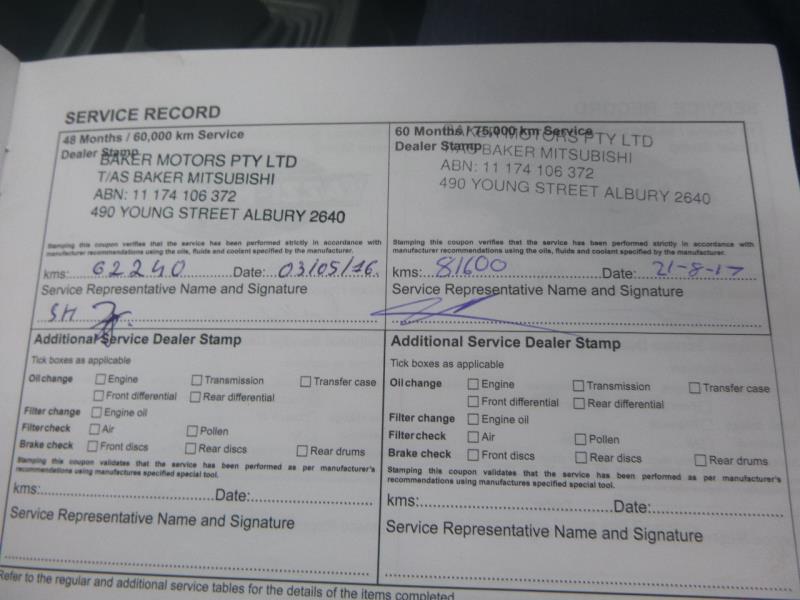 SERVICE RECORD
48 Months / 60,000 km Service
Dealer Stamp
BAKER MOTORS PTY LTD
T/AS BAKER MITSUBISHI
ABN: 11 174 106 372
490 YOUNG STREET ALBURY 2640
Stamping this coupon verifies that the service has been performed strictly in accordance with
manufacturer recommendations using the oils, fluids and coolant specified by the manufacturer.
kms: 62240 Date: 03/05/16.
Service Representative Name and Signature
SH
60 Months / 75,000 km Service
Dealer Stamp
BAKER MOTORS PTY LTD
T/AS BAKER MITSUBISHI
ABN: 11 174 106 372
490 YOUNG STREET ALBURY 2640
Stamping this coupon verifies that the service has been performed strictly in accordance with
manufacturer recommendations using the oils, fluids and coolant specified by the manufacturer.
kms: 81600 Date: 21-8-17
Service Representative Name and Signature
Additional Service Dealer Stamp
Tick boxes as applicable
Oil change Engine Transmission Transfer case
Front differential Rear differential
Filter change Engine oil
Filter check Air Pollen
Brake check Front discs Rear discs Rear drums
Stamping this coupon validates that the service has been performed as per manufacturer's
recommendations using manufactures specified special tool.
kms: Date:
Service Representative Name and Signature
Additional Service Dealer Stamp
Tick boxes as applicable
Oil change Engine Transmission Transfer case
Front differential Rear differential
Filter change Engine oil
Filter check Air Pollen
Brake check Front discs Rear discs Rear drums
Stamping this coupon validates that the service has been performed as per manufacturer's
recommendations using manufactures specified special tool.
kms: Date:
Service Representative Name and Signature
Refer to the regular and additional service tables for the details of the items completed